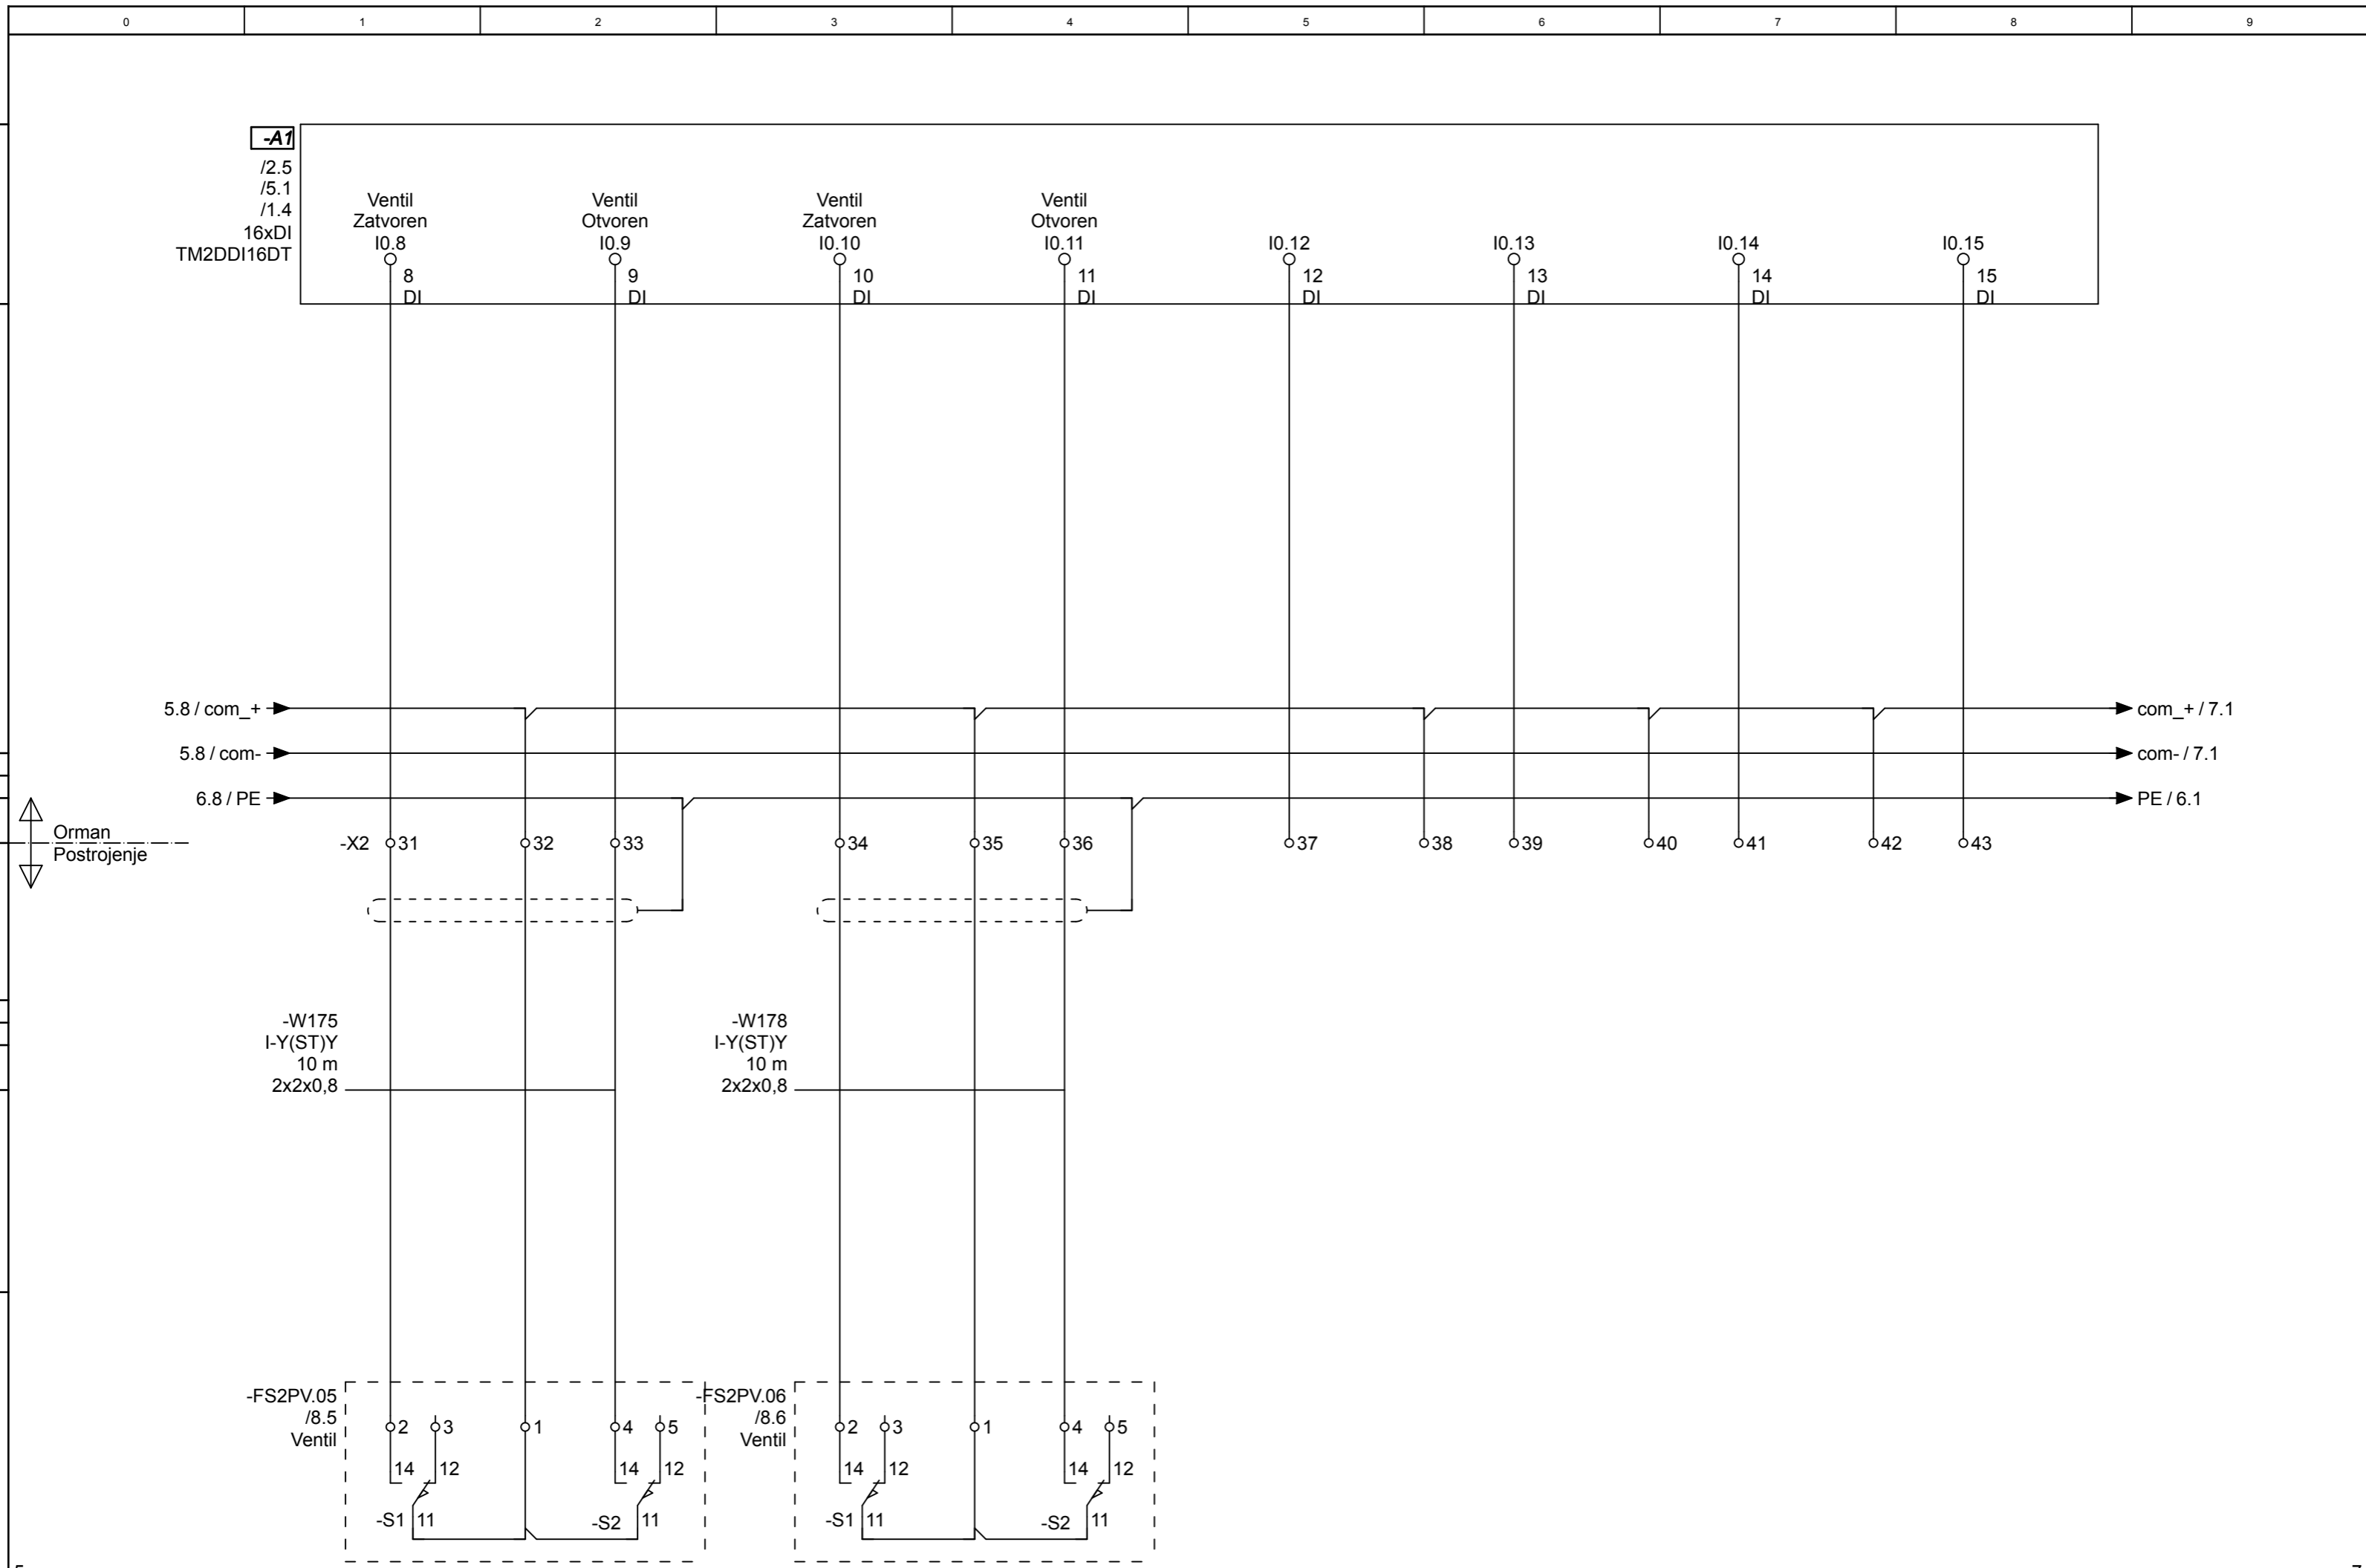 0 1 2 3 4 5 6 7 8 9
-A1
/2.5
/5.1
/1.4
16xDI
TM2DDI16DT
Ventil
Zatvoren
I0.8
8
DI
Ventil
Otvoren
I0.9
9
DI
Ventil
Zatvoren
I0.10
10
DI
Ventil
Otvoren
I0.11
11
DI
I0.12
12
DI
I0.13
13
DI
I0.14
14
DI
I0.15
15
DI
5.8 / com_+
com_+ / 7.1
5.8 / com-
com- / 7.1
6.8 / PE
PE / 6.1
Orman
Postrojenje
-X2 31 32 33 34 35 36 37 38 39 40 41 42 43
-W175
I-Y(ST)Y
10 m
2x2x0,8
-W178
I-Y(ST)Y
10 m
2x2x0,8
-FS2PV.05
/8.5
Ventil
2 3 1 4 5
14 12 14 12
-S1 11 -S2 11
-FS2PV.06
/8.6
Ventil
2 3 1 4 5
14 12 14 12
-S1 11 -S2 11